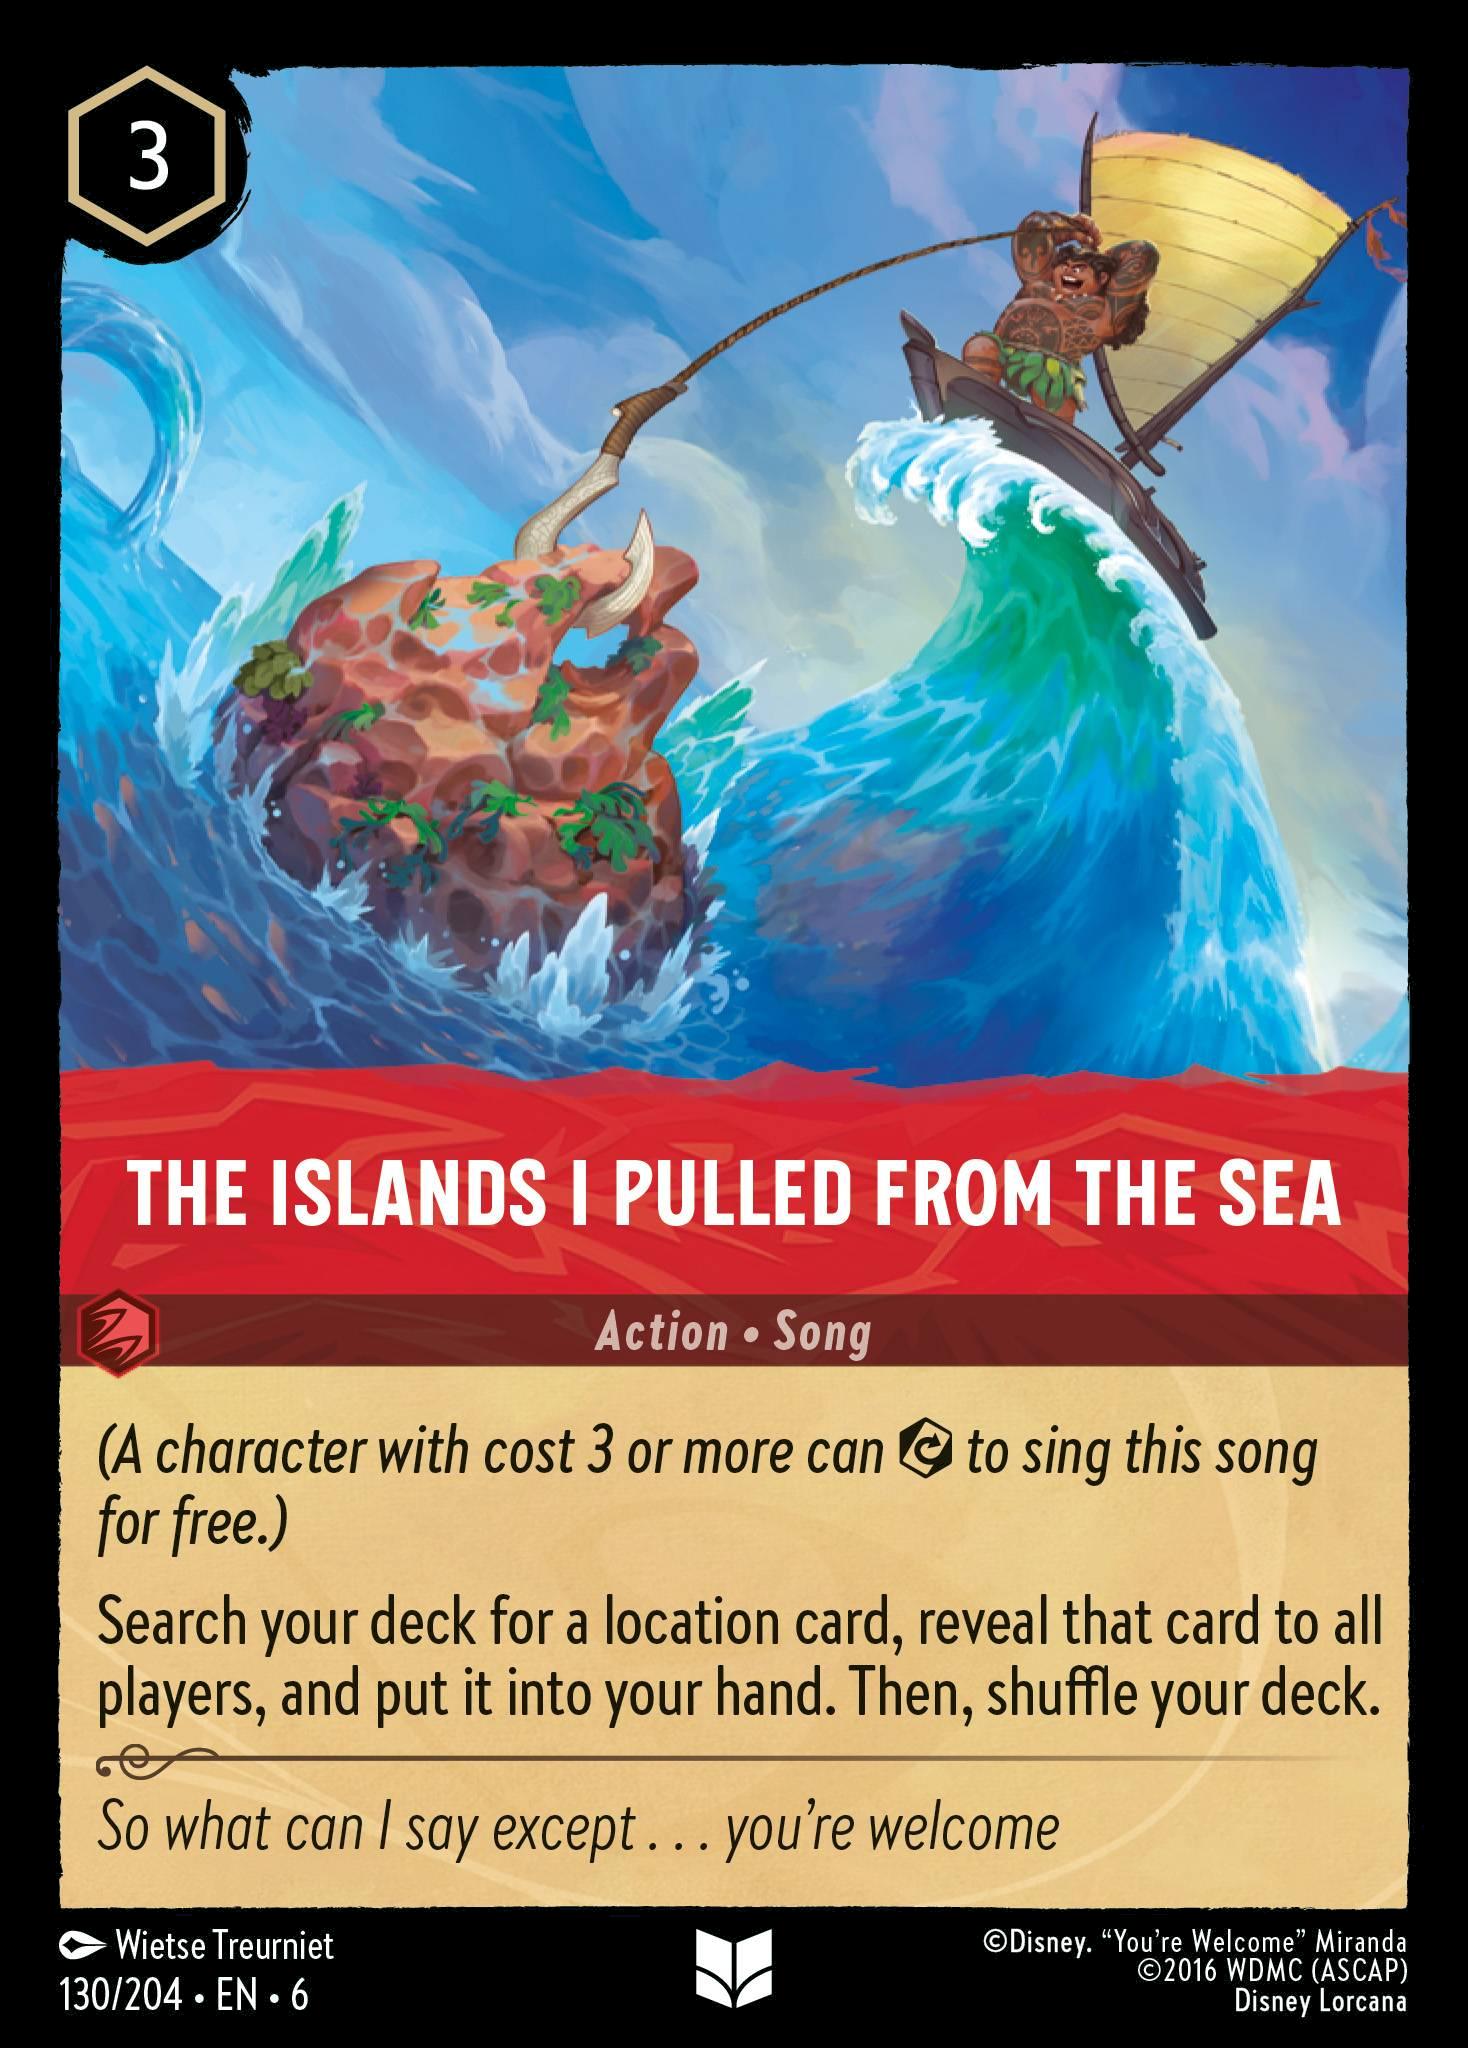 3
THE ISLANDS I PULLED FROM THE SEA
Action • Song
(A character with cost 3 or more can to sing this song
for free.)
Search your deck for a location card, reveal that card to all
players, and put it into your hand. Then, shuffle your deck.
So what can I say except . . . you’re welcome
Wietse Treurniet
130/204 • EN • 6
©Disney. “You’re Welcome” Miranda
©2016 WDMC (ASCAP)
Disney Lorcana